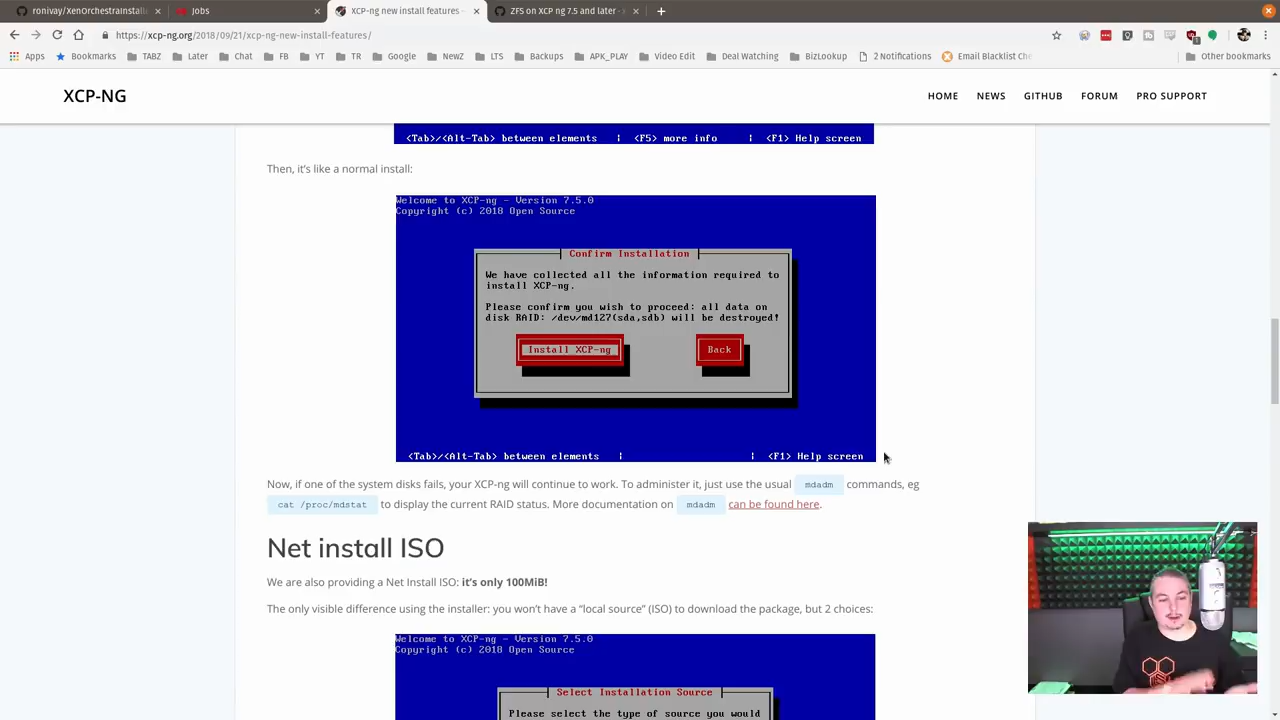 ronivay/XenOrchestraInstalle
Jobs
XCP-ng new install features -
ZFS on XCP ng 7.5 and later -
https://xcp-ng.org/2018/09/21/xcp-ng-new-install-features/
Apps
Bookmarks
TABZ
Later
Chat
FB
YT
TR
Google
NewZ
LTS
Backups
APK_PLAY
Video Edit
Deal Watching
BizLookup
2 Notifications
Email Blacklist Che
Other bookmarks
XCP-NG
HOME NEWS GITHUB FORUM PRO SUPPORT
<Tab>/<Alt-Tab> between elements | <F5> more info | <F1> Help screen
Then, it's like a normal install:
Welcome to XCP-ng - Version 7.5.0
Copyright (c) 2018 Open Source
Confirm Installation
We have collected all the information required to
install XCP-ng.
Please confirm you wish to proceed: all data on
disk RAID: /dev/md127(sda,sdb) will be destroyed!
Install XCP-ng
Back
<Tab>/<Alt-Tab> between elements | | <F1> Help screen
Now, if one of the system disks fails, your XCP-ng will continue to work. To administer it, just use the usual mdadm commands, eg
cat /proc/mdstat to display the current RAID status. More documentation on mdadm can be found here.
Net install ISO
We are also providing a Net Install ISO: it's only 100MiB!
The only visible difference using the installer: you won't have a "local source" (ISO) to download the package, but 2 choices:
Welcome to XCP-ng - Version 7.5.0
Copyright (c) 2018 Open Source
Select Installation Source
Please select the type of source you would